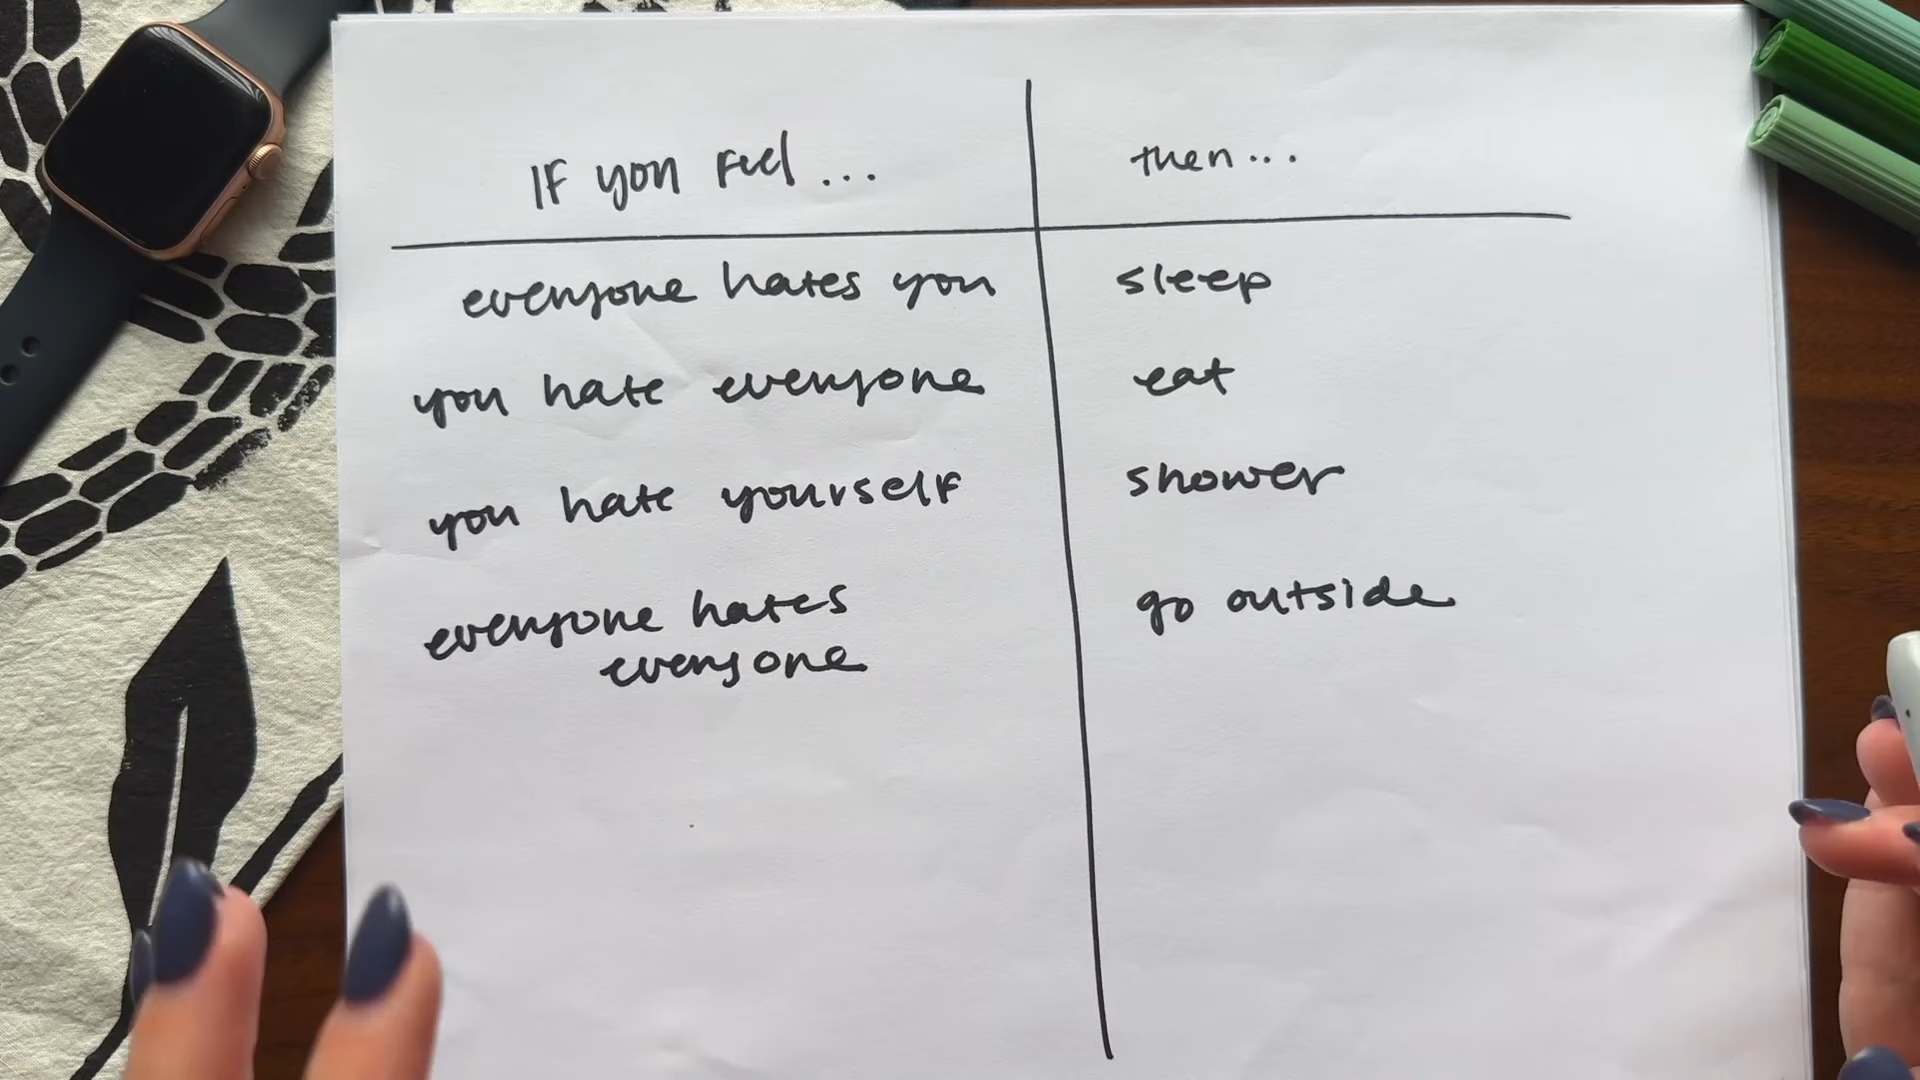 IF you Feel ...
then ...
everyone hates you
sleep
you hate everyone
eat
you hate yourself
shower
everyone hates
everyone
go outside